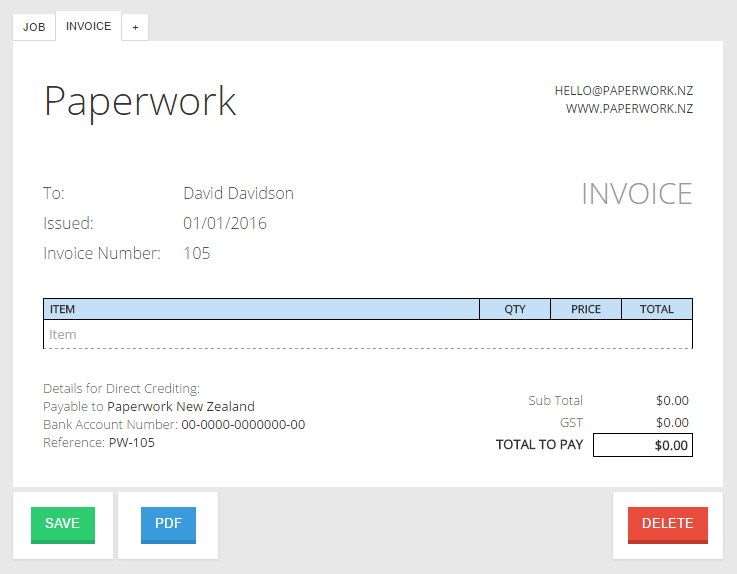 JOB INVOICE +
Paperwork
HELLO@PAPERWORK.NZ
WWW.PAPERWORK.NZ
INVOICE
To: David Davidson
Issued: 01/01/2016
Invoice Number: 105
ITEM QTY PRICE TOTAL
Item
Details for Direct Crediting:
Payable to Paperwork New Zealand
Bank Account Number: 00-0000-0000000-00
Reference: PW-105
Sub Total $0.00
GST $0.00
TOTAL TO PAY $0.00
SAVE PDF DELETE